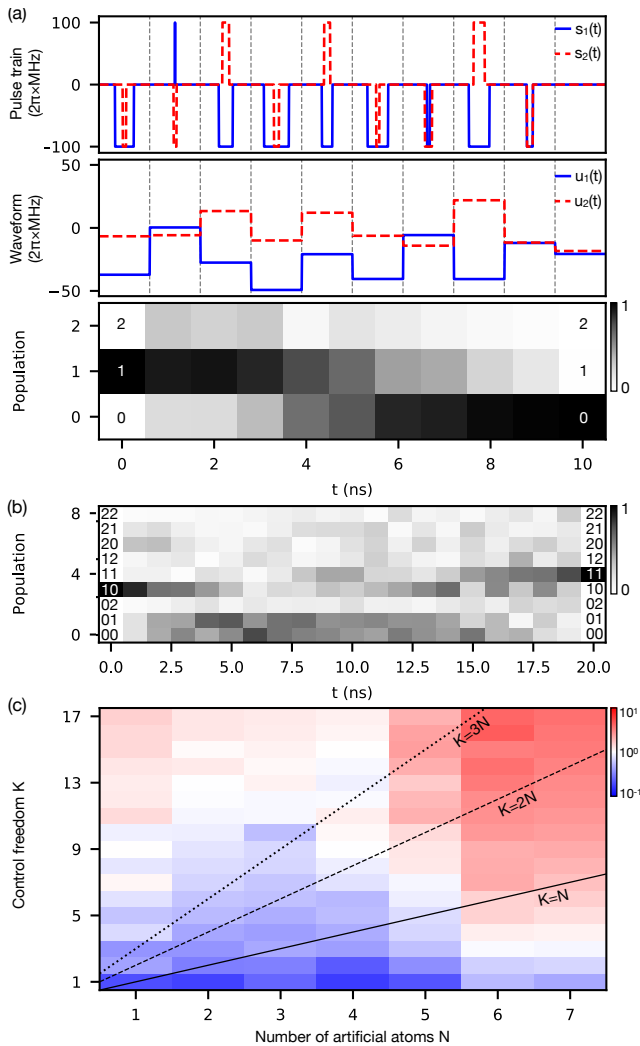 (a)
Pulse train
(2π×MHz)
100
0
-100
s₁(t)
s₂(t)
Waveform
(2π×MHz)
50
0
−50
u₁(t)
u₂(t)
Population
2
1
0
2
1
0
2
1
0
1
0
0 2 4 6 8 10
t (ns)
(b)
Population
8
4
0
22
21
20
12
11
10
02
01
00
22
21
20
12
11
10
02
01
00
1
0
0.0 2.5 5.0 7.5 10.0 12.5 15.0 17.5 20.0
t (ns)
(c)
Control freedom K
17
13
9
5
1
K=3N
K=2N
K=N
10¹
10⁰
10⁻¹
1 2 3 4 5 6 7
Number of artificial atoms N